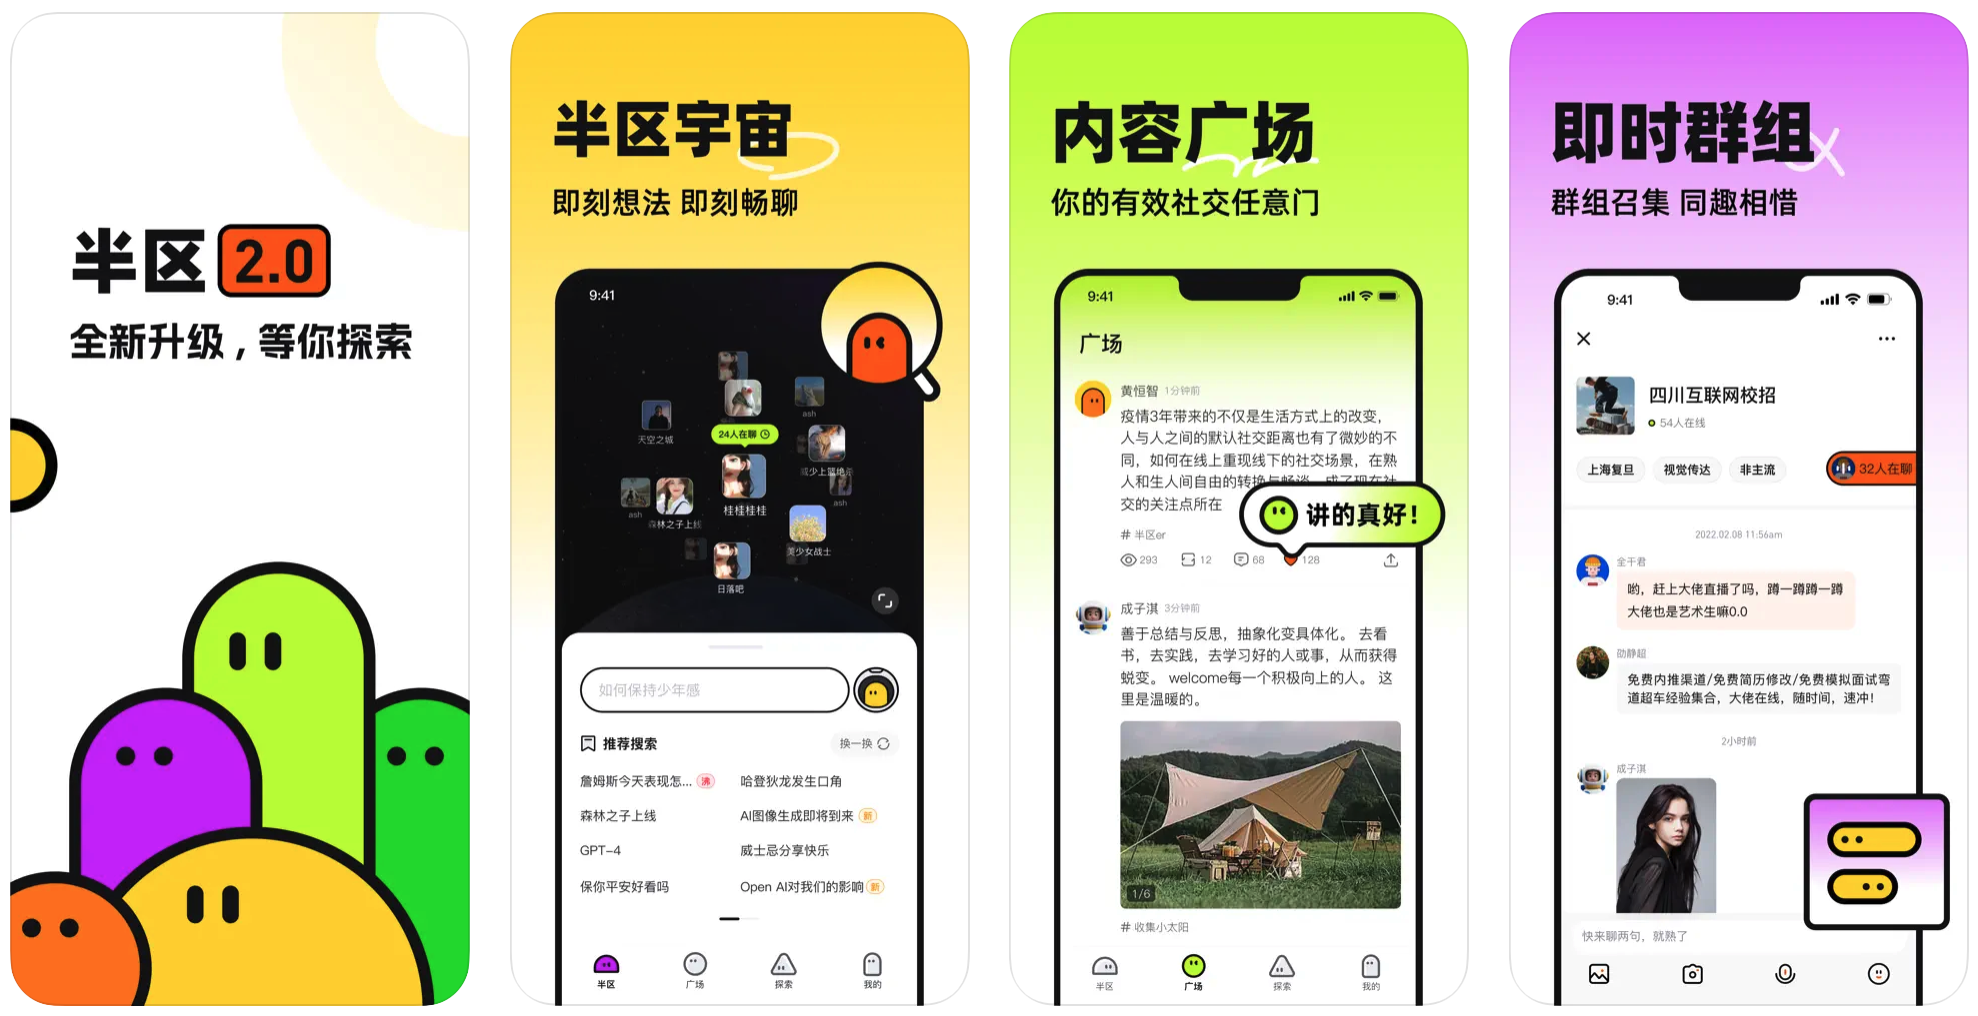 半区 2.0
全新升级，等你探索
半区宇宙
即刻想法 即刻畅聊
9:41
ash
天空之城
24人在聊
ash
桂桂桂桂
森林之子上线
ash
美少女战士
日落吧
如何保持少年感
推荐搜索
换一换
詹姆斯今天表现怎... 沸
哈登狄龙发生口角
森林之子上线
AI图像生成即将到来 新
GPT-4
威士忌分享快乐
保你平安好看吗
Open AI对我们的影响 新
半区 广场 探索 我的
内容广场
你的有效社交任意门
9:41
广场
黄恒智 1分钟前
疫情3年带来的不仅是生活方式上的改变，
人与人之间的默认社交距离也有了微妙的不
同，如何在线上重现线下的社交场景，在熟
人和生人间自由的转换与畅谈，成了现在社
交的关注点所在
讲的真好！
# 半区er
293 12 68 128
成子淇 3分钟前
善于总结与反思，抽象化变具体化。 去看
书，去实践，去学习好的人或事，从而获得
蜕变。 welcome每一个积极向上的人。 这
里是温暖的。
1/6
# 收集小太阳
半区 广场 探索 我的
即时群组
群组召集 同趣相惜
9:41
四川互联网校招
54人在线
上海复旦 视觉传达 非主流
32人在聊
2022.02.08 11:56am
全干君
哟，赶上大佬直播了吗，蹲一蹲蹲一蹲
大佬也是艺术生嘛0.0
劭静超
免费内推渠道/免费简历修改/免费模拟面试弯
道超车经验集合，大佬在线，随时间，速冲！
2小时前
成子淇
快来聊两句，就熟了